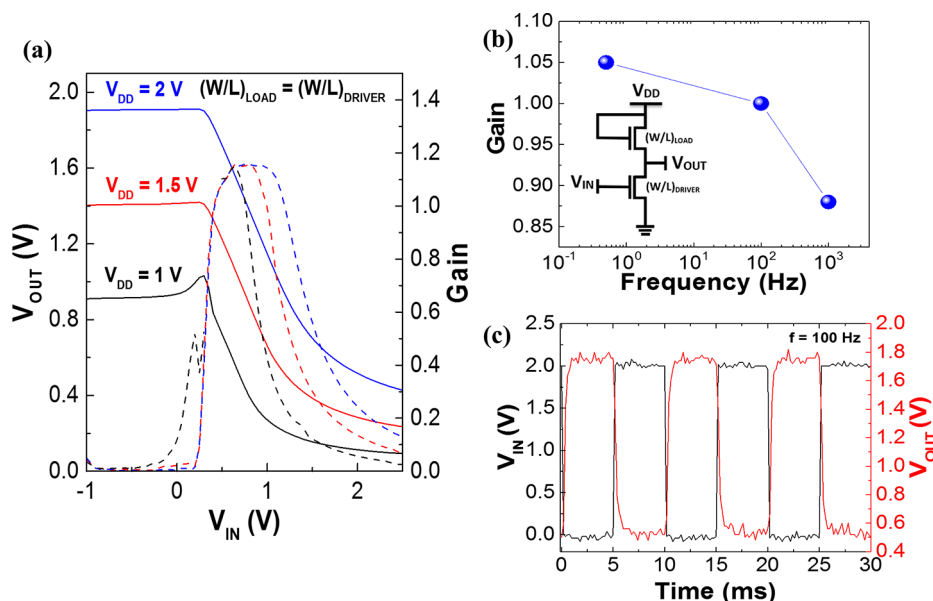 (a)
V_DD = 2 V (W/L)_LOAD = (W/L)_DRIVER
V_DD = 1.5 V
V_DD = 1 V
2.0
1.6
1.2
0.8
0.4
0.0
V_OUT (V)
1.4
1.2
1.0
0.8
0.6
0.4
0.2
0.0
Gain
-1 0 1 2
V_IN (V)
(b)
1.05
1.00
0.95
0.90
0.85
Gain
V_DD
(W/L)_LOAD
V_OUT
V_IN
(W/L)_DRIVER
10^-1 10^0 10^1 10^2 10^3
Frequency (Hz)
(c)
f = 100 Hz
2.5
2.0
1.5
1.0
0.5
0.0
V_IN (V)
2.0
1.8
1.6
1.4
1.2
1.0
0.8
0.6
0.4
V_OUT (V)
0 5 10 15 20 25 30
Time (ms)